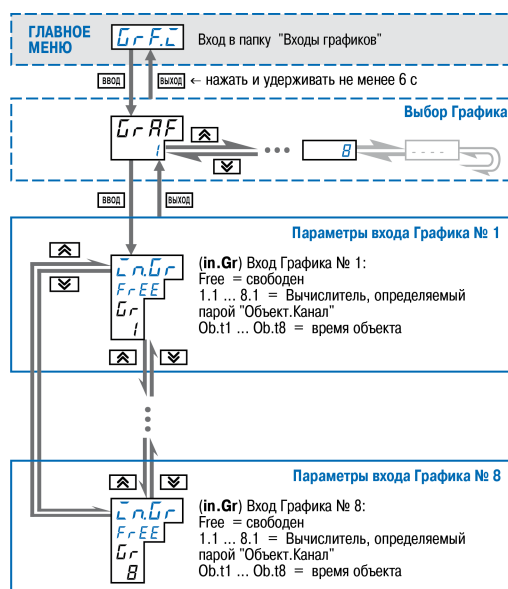 ГЛАВНОЕ МЕНЮ
GrF.i
Вход в папку "Входы графиков"
ВВОД
ВЫХОД
← нажать и удерживать не менее 6 с
Выбор Графика
GrAF
1
...
8
----
ВВОД
ВЫХОД
Параметры входа Графика № 1
in.Gr
FrEE
Gr
1
(in.Gr) Вход Графика № 1:
Free = свободен
1.1 ... 8.1 = Вычислитель, определяемый
парой "Объект.Канал"
Ob.t1 ... Ob.t8 = время объекта
Параметры входа Графика № 8
in.Gr
FrEE
Gr
8
(in.Gr) Вход Графика № 8:
Free = свободен
1.1 ... 8.1 = Вычислитель, определяемый
парой "Объект.Канал"
Ob.t1 ... Ob.t8 = время объекта